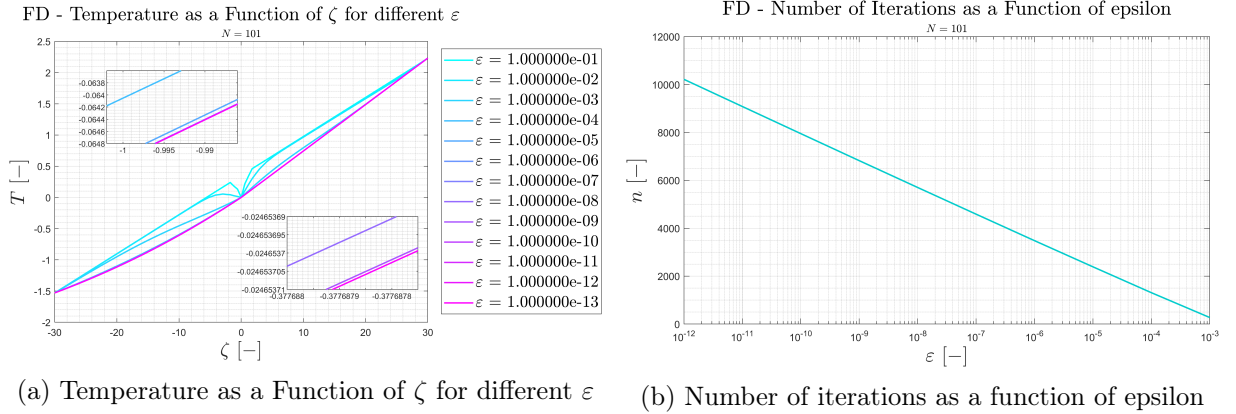 FD - Temperature as a Function of ζ for different ε
N = 101
2.5
2
1.5
1
0.5
0
-0.5
-1
-1.5
-2
-30
-20
-10
0
10
20
30
T [−]
ζ [−]
-0.0638
-0.064
-0.0642
-0.0644
-0.0646
-0.0648
-1
-0.995
-0.99
-0.02465369
-0.024653695
-0.0246537
-0.024653705
-0.02465371
-0.377688
-0.3776879
-0.3776878
ε = 1.000000e-01
ε = 1.000000e-02
ε = 1.000000e-03
ε = 1.000000e-04
ε = 1.000000e-05
ε = 1.000000e-06
ε = 1.000000e-07
ε = 1.000000e-08
ε = 1.000000e-09
ε = 1.000000e-10
ε = 1.000000e-11
ε = 1.000000e-12
ε = 1.000000e-13
(a) Temperature as a Function of ζ for different ε
FD - Number of Iterations as a Function of epsilon
N = 101
12000
10000
8000
6000
4000
2000
0
n [−]
10⁻¹²
10⁻¹¹
10⁻¹⁰
10⁻⁹
10⁻⁸
10⁻⁷
10⁻⁶
10⁻⁵
10⁻⁴
10⁻³
ε [−]
(b) Number of iterations as a function of epsilon